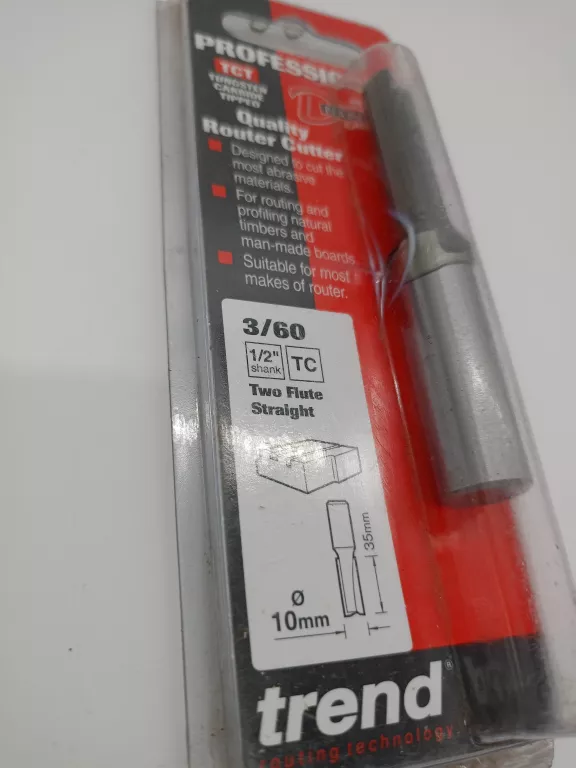 PROFESSI
TCT
TUNGSTEN
CARBIDE
TIPPED
Quality
Router Cutter
Designed to cut the
most abrasive
materials.
For routing and
profiling natural
timbers and
man-made boards.
Suitable for most
makes of router.
3/60
1/2" TC
shank
Two Flute
Straight
35mm
ø
10mm
trend®
routing technology